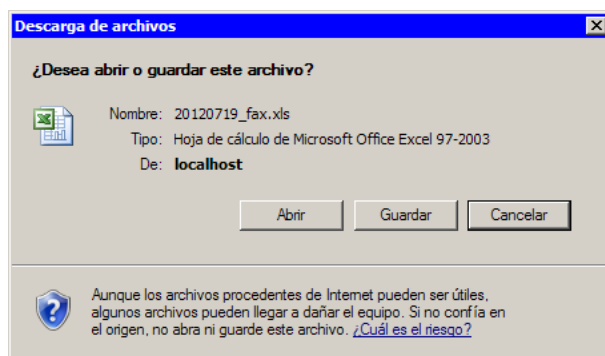 Descarga de archivos
¿Desea abrir o guardar este archivo?
Nombre: 20120719_fax.xls
Tipo: Hoja de cálculo de Microsoft Office Excel 97-2003
De: localhost
Abrir Guardar Cancelar
Aunque los archivos procedentes de Internet pueden ser útiles,
algunos archivos pueden llegar a dañar el equipo. Si no confía en
el origen, no abra ni guarde este archivo. ¿Cuál es el riesgo?